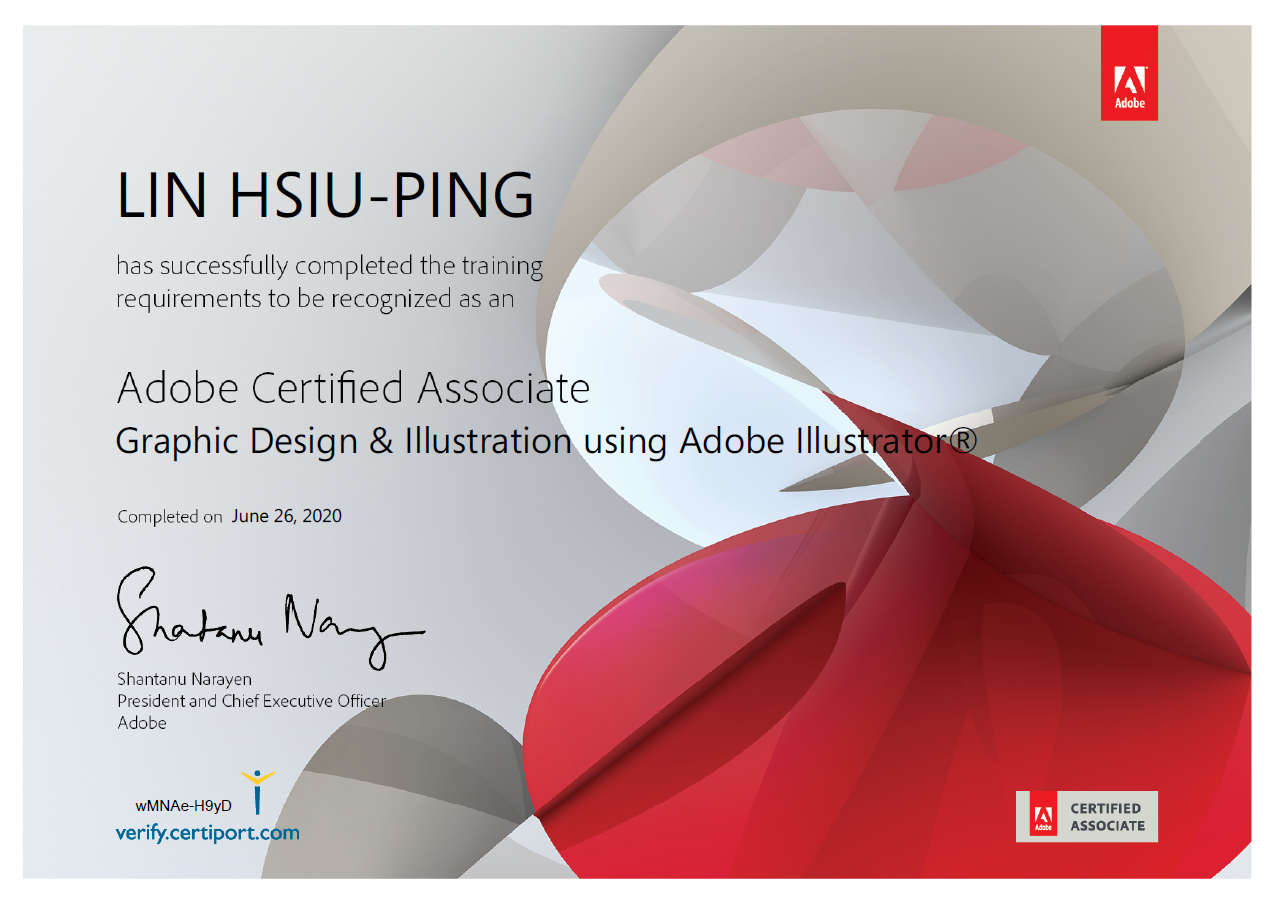 Adobe
LIN HSIU-PING
has successfully completed the training
requirements to be recognized as an
Adobe Certified Associate
Graphic Design & Illustration using Adobe Illustrator®
Completed on June 26, 2020
Shantanu Narayen
Shantanu Narayen
President and Chief Executive Officer
Adobe
wMNAe-H9yD
verify.certiport.com
Adobe
CERTIFIED
ASSOCIATE